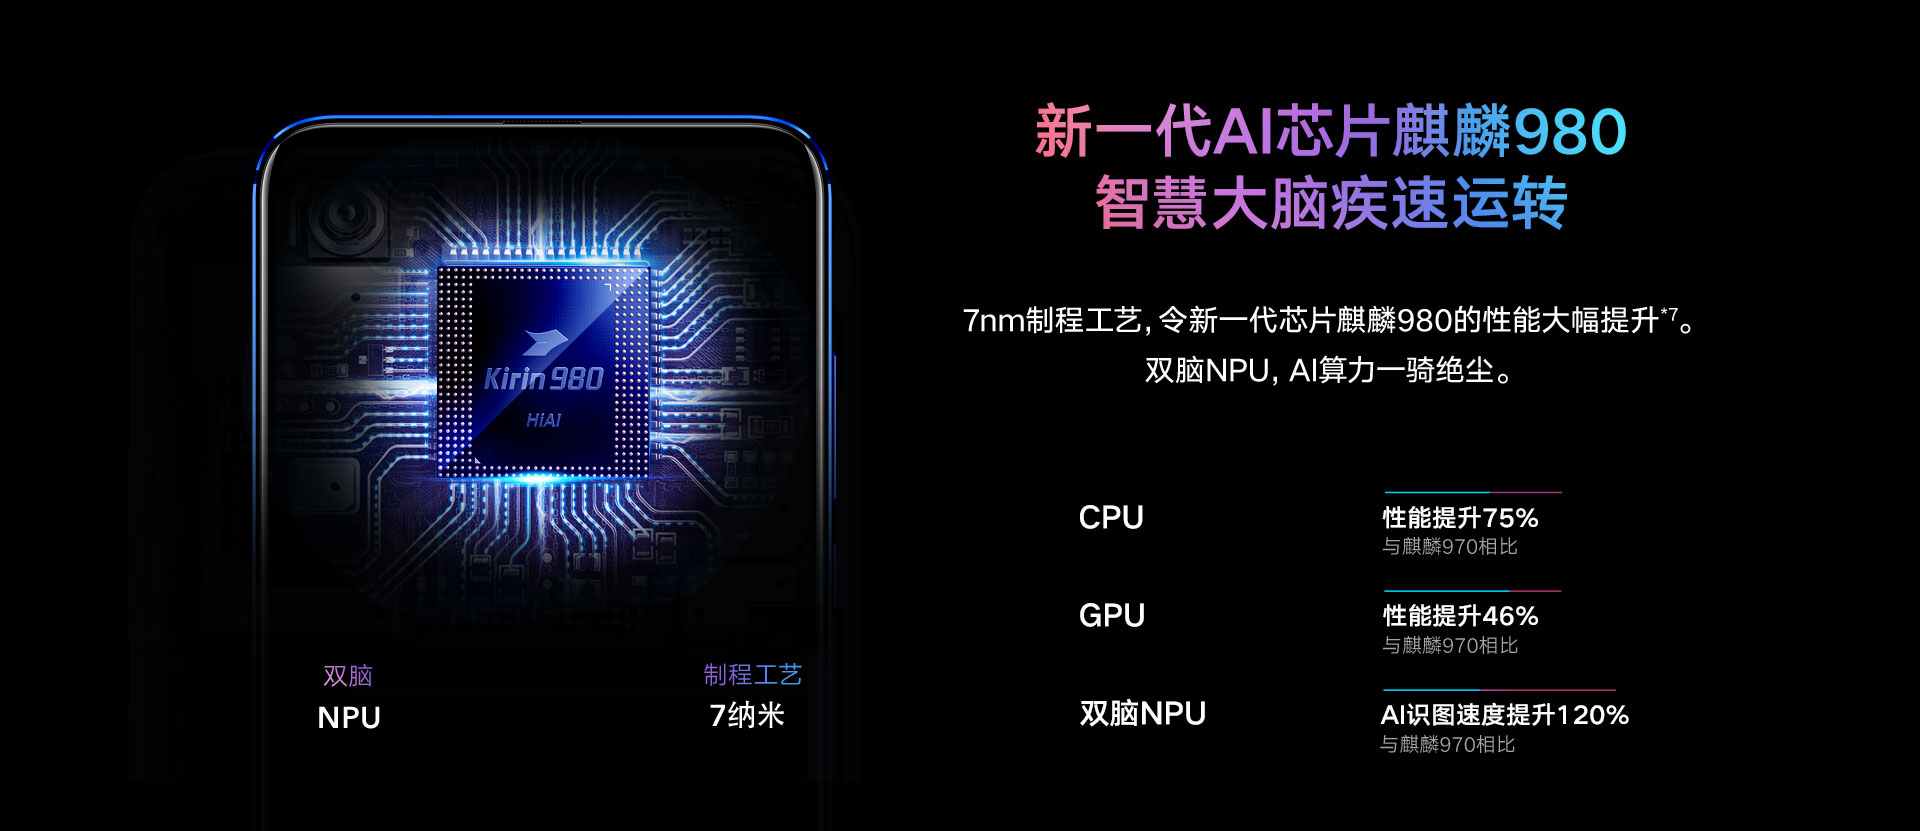 新一代AI芯片麒麟980
智慧大脑疾速运转
7nm制程工艺, 令新一代芯片麒麟980的性能大幅提升*7。
双脑NPU, AI算力一骑绝尘。
Kirin 980
HiAI
CPU
性能提升75%
与麒麟970相比
GPU
性能提升46%
与麒麟970相比
双脑NPU
AI识图速度提升120%
与麒麟970相比
双脑
NPU
制程工艺
7纳米